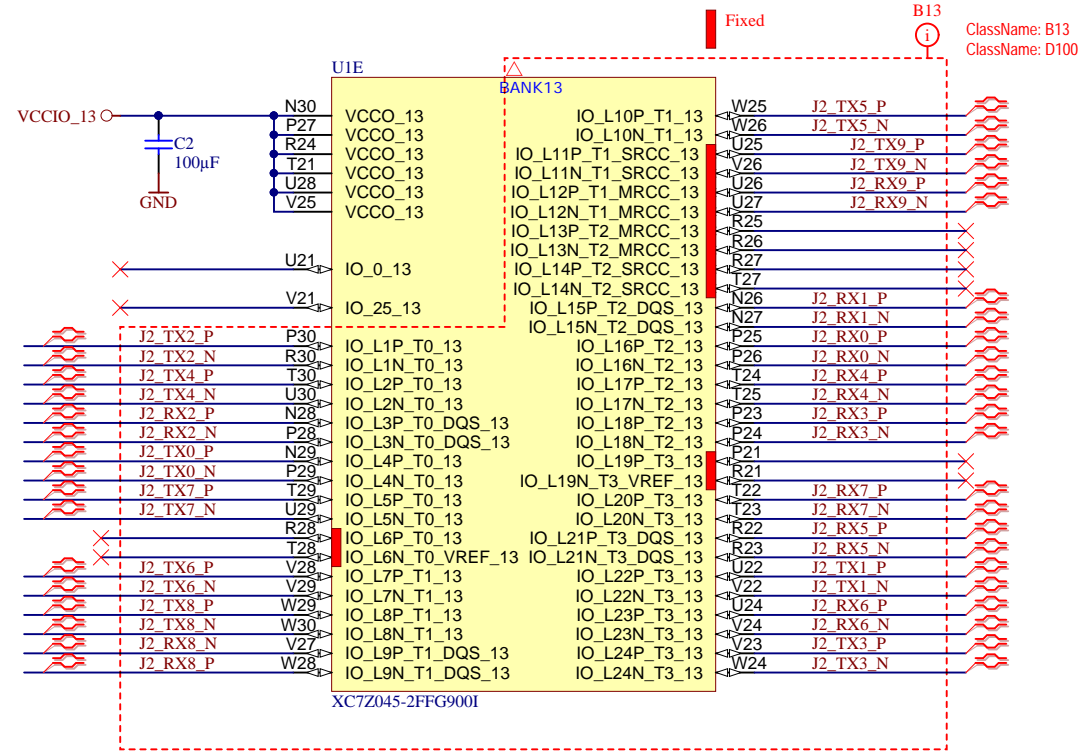 B13
Fixed
i
ClassName: B13
ClassName: D100
U1E
BANK13
VCCIO_13
C2
100µF
GND
N30 VCCO_13
P27 VCCO_13
R24 VCCO_13
T21 VCCO_13
U28 VCCO_13
V25 VCCO_13
U21 IO_0_13
V21 IO_25_13
J2_TX2_P P30 IO_L1P_T0_13
J2_TX2_N R30 IO_L1N_T0_13
J2_TX4_P T30 IO_L2P_T0_13
J2_TX4_N U30 IO_L2N_T0_13
J2_RX2_P N28 IO_L3P_T0_DQS_13
J2_RX2_N P28 IO_L3N_T0_DQS_13
J2_TX0_P N29 IO_L4P_T0_13
J2_TX0_N P29 IO_L4N_T0_13
J2_TX7_P T29 IO_L5P_T0_13
J2_TX7_N U29 IO_L5N_T0_13
R28 IO_L6P_T0_13
T28 IO_L6N_T0_VREF_13
J2_TX6_P V28 IO_L7P_T1_13
J2_TX6_N V29 IO_L7N_T1_13
J2_TX8_P W29 IO_L8P_T1_13
J2_TX8_N W30 IO_L8N_T1_13
J2_RX8_N V27 IO_L9P_T1_DQS_13
J2_RX8_P W28 IO_L9N_T1_DQS_13
IO_L10P_T1_13 W25 J2_TX5_P
IO_L10N_T1_13 W26 J2_TX5_N
IO_L11P_T1_SRCC_13 U25 J2_TX9_P
IO_L11N_T1_SRCC_13 V26 J2_TX9_N
IO_L12P_T1_MRCC_13 U26 J2_RX9_P
IO_L12N_T1_MRCC_13 U27 J2_RX9_N
IO_L13P_T2_MRCC_13 R25
IO_L13N_T2_MRCC_13 R26
IO_L14P_T2_SRCC_13 R27
IO_L14N_T2_SRCC_13 T27
IO_L15P_T2_DQS_13 N26 J2_RX1_P
IO_L15N_T2_DQS_13 N27 J2_RX1_N
IO_L16P_T2_13 P25 J2_RX0_P
IO_L16N_T2_13 P26 J2_RX0_N
IO_L17P_T2_13 T24 J2_RX4_P
IO_L17N_T2_13 T25 J2_RX4_N
IO_L18P_T2_13 P23 J2_RX3_P
IO_L18N_T2_13 P24 J2_RX3_N
IO_L19P_T3_13 P21
IO_L19N_T3_VREF_13 R21
IO_L20P_T3_13 T22 J2_RX7_P
IO_L20N_T3_13 T23 J2_RX7_N
IO_L21P_T3_DQS_13 R22 J2_RX5_P
IO_L21N_T3_DQS_13 R23 J2_RX5_N
IO_L22P_T3_13 U22 J2_TX1_P
IO_L22N_T3_13 V22 J2_TX1_N
IO_L23P_T3_13 U24 J2_RX6_P
IO_L23N_T3_13 V24 J2_RX6_N
IO_L24P_T3_13 V23 J2_TX3_P
IO_L24N_T3_13 W24 J2_TX3_N
XC7Z045-2FFG900I